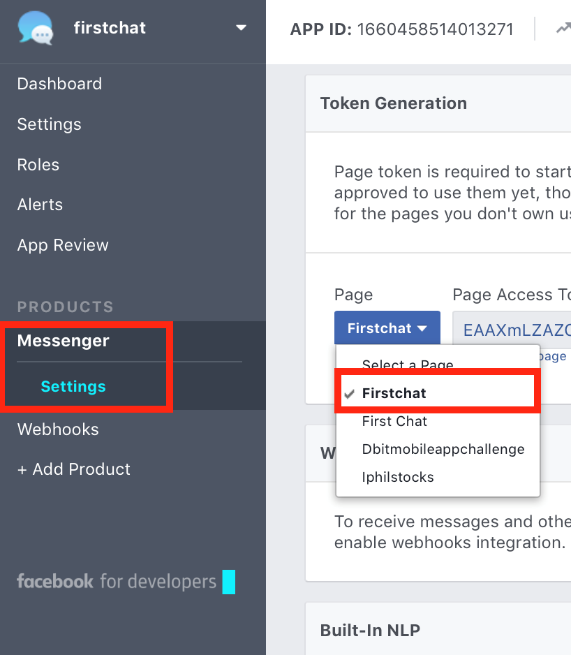 firstchat
APP ID: 1660458514013271
Dashboard
Settings
Roles
Alerts
App Review
PRODUCTS
Messenger
Settings
Webhooks
+ Add Product
facebook for developers
Token Generation
Page token is required to start
approved to use them yet, tho
for the pages you don't own us
Page
Page Access To
Firstchat
EAAXmLZAZC
page
Select a Page
Firstchat
First Chat
Dbitmobileappchallenge
Iphilstocks
To receive messages and othe
enable webhooks integration.
Built-In NLP